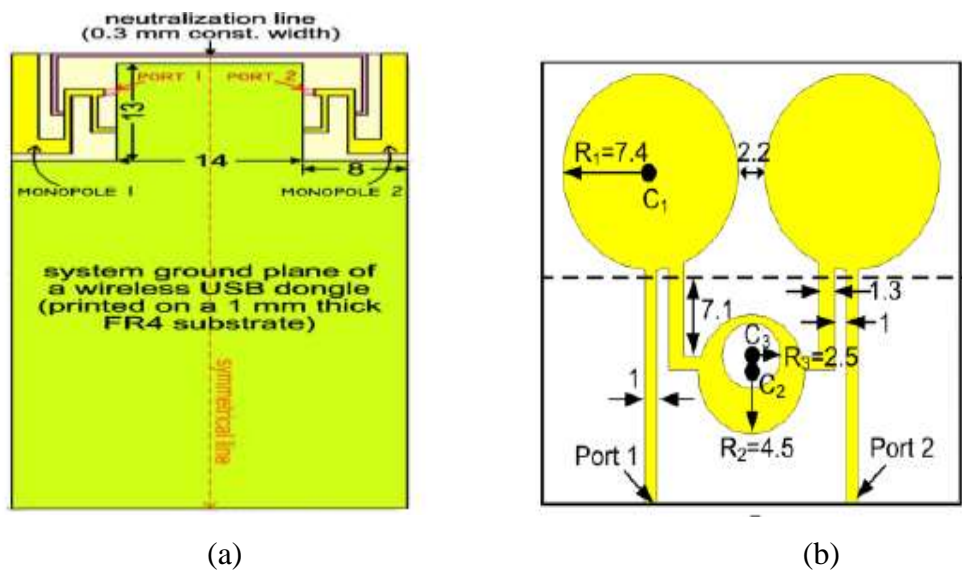 neutralization line
(0.3 mm const. width)
PORT 1
PORT 2
13
14
8
MONOPOLE 1
MONOPOLE 2
system ground plane of
a wireless USB dongle
(printed on a 1 mm thick
FR4 substrate)
symmetrical line
(a)
R₁=7.4
2.2
C₁
7.1
1.3
1
C₃
R₃=2.5
1
C₂
R₂=4.5
Port 1
Port 2
(b)